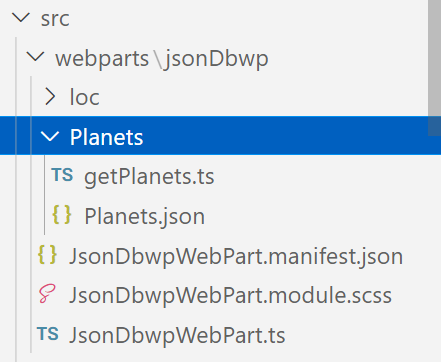 src
webparts\jsonDbwp
loc
Planets
TS getPlanets.ts
{ } Planets.json
{ } JsonDbwpWebPart.manifest.json
JsonDbwpWebPart.module.scss
TS JsonDbwpWebPart.ts